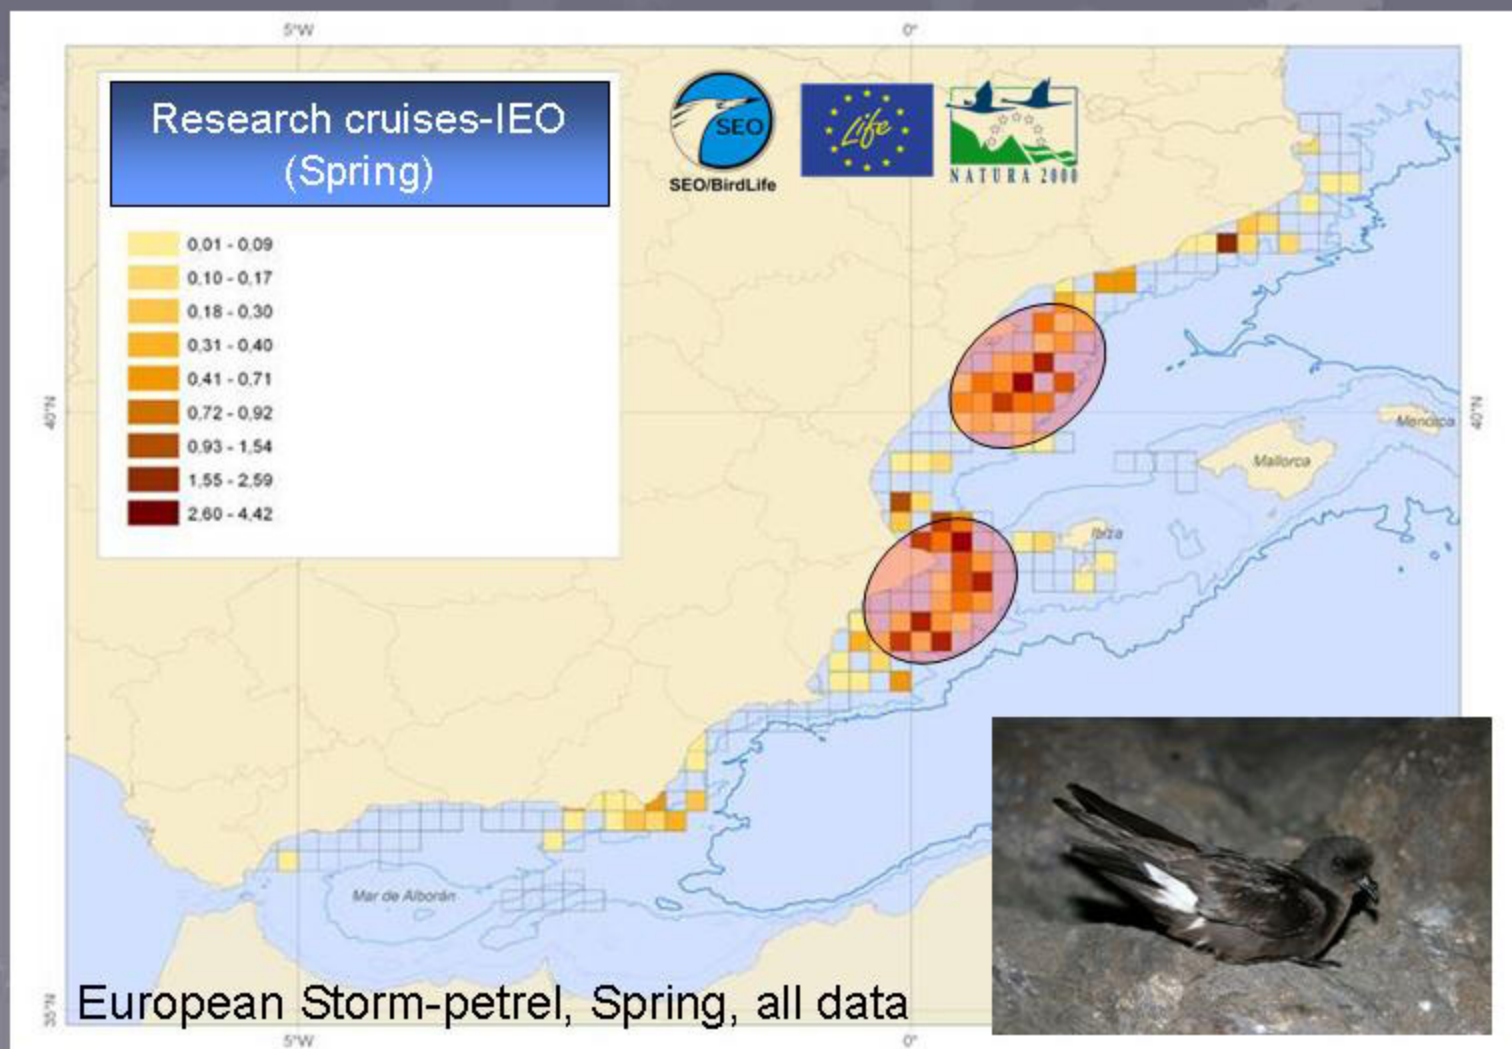 5°W
0°
Research cruises-IEO
(Spring)
SEO
SEO/BirdLife
Life
NATURA 2000
0,01 - 0,09
0,10 - 0,17
0,18 - 0,30
0,31 - 0,40
0,41 - 0,71
0,72 - 0,92
0,93 - 1,54
1,55 - 2,59
2,60 - 4,42
40°N
40°N
Menorca
Mallorca
Ibiza
Mar de Alborán
35°N
European Storm-petrel, Spring, all data
5°W
0°